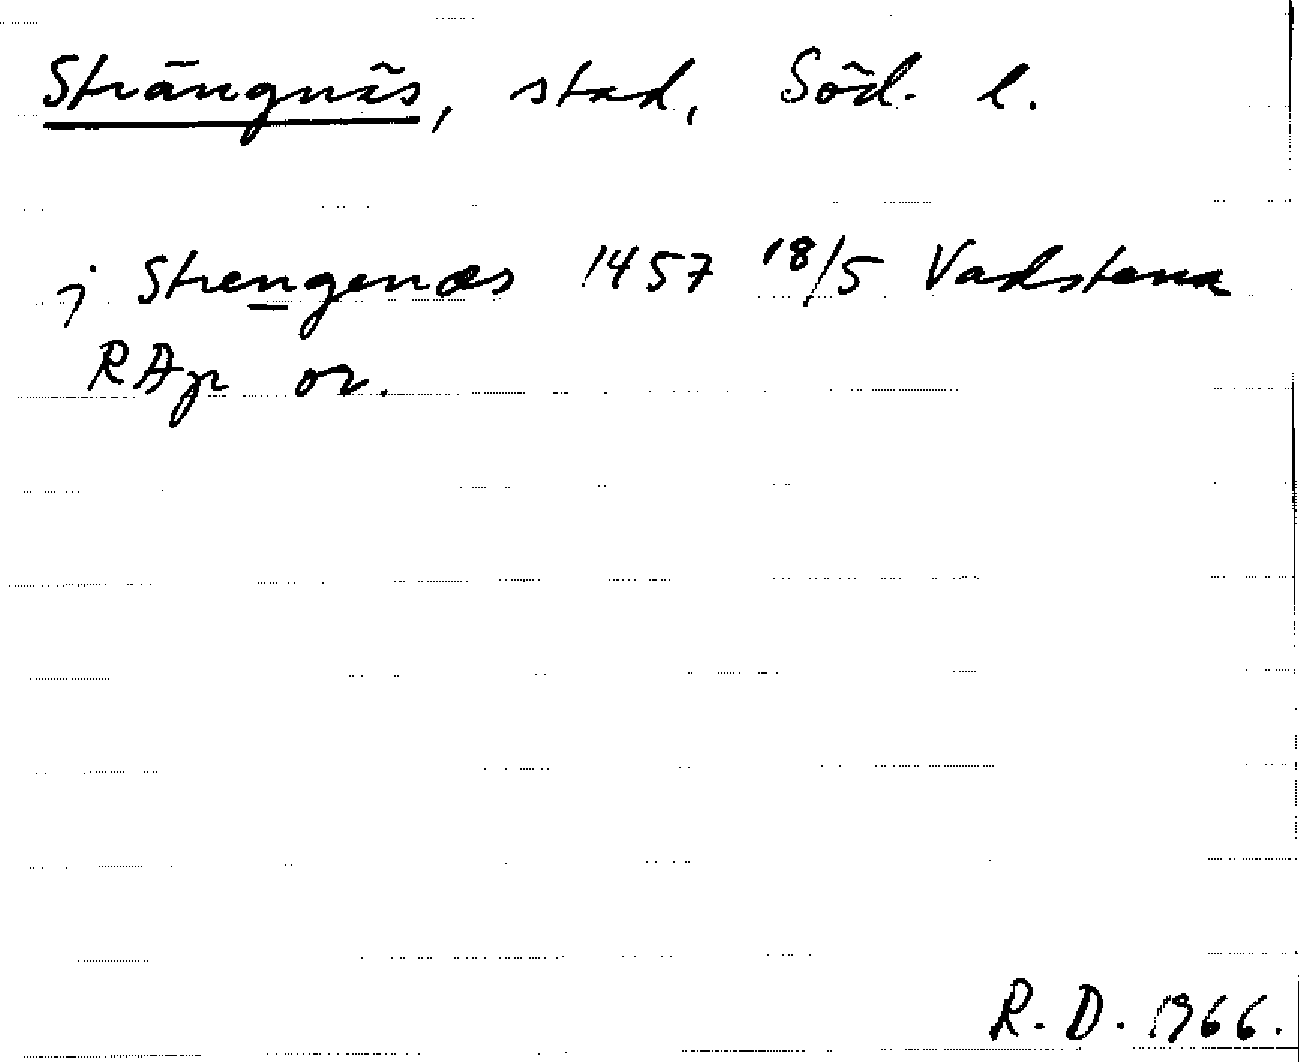 Strängnäs, stad, Söd. l.
j Strengenæs 1457 18/5 Vadstena
RAp or.
R. D. 1966.